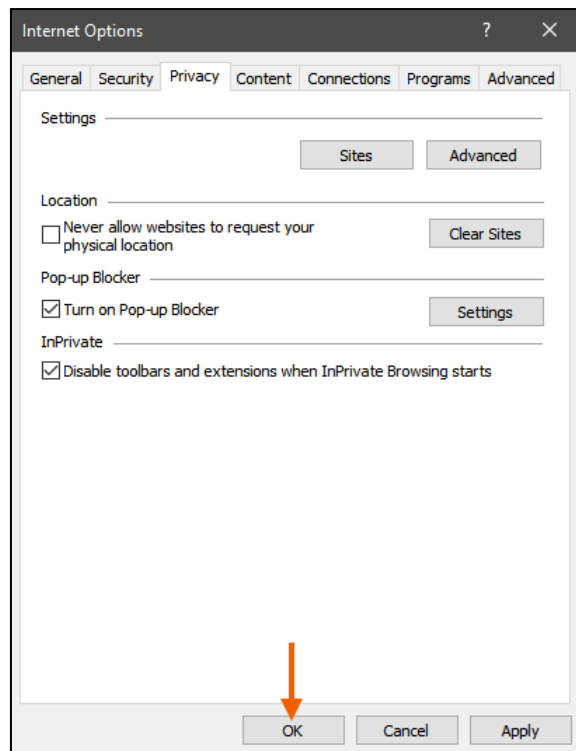 Internet Options ?
General Security Privacy Content Connections Programs Advanced
Settings
Sites Advanced
Location
Never allow websites to request your
physical location
Clear Sites
Pop-up Blocker
Turn on Pop-up Blocker Settings
InPrivate
Disable toolbars and extensions when InPrivate Browsing starts
OK Cancel Apply